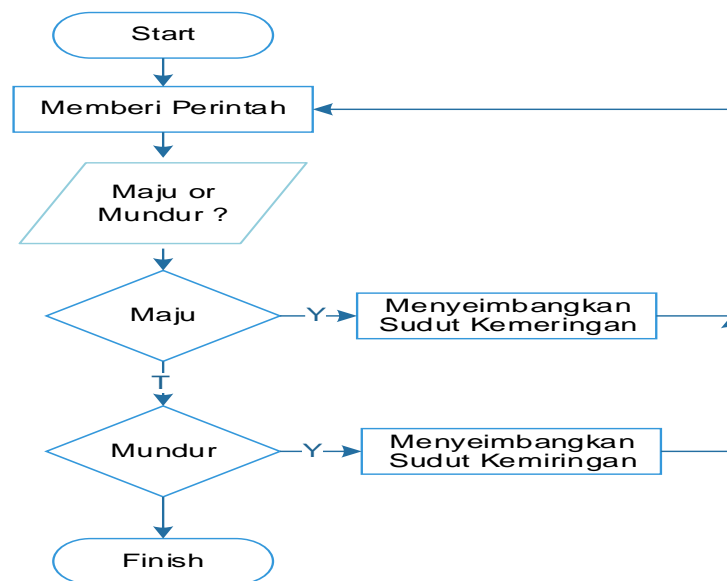 Start
Memberi Perintah
Maju or
Mundur ?
Maju
Y
Menyeimbangkan
Sudut Kemeringan
T
Mundur
Y
Menyeimbangkan
Sudut Kemiringan
Finish